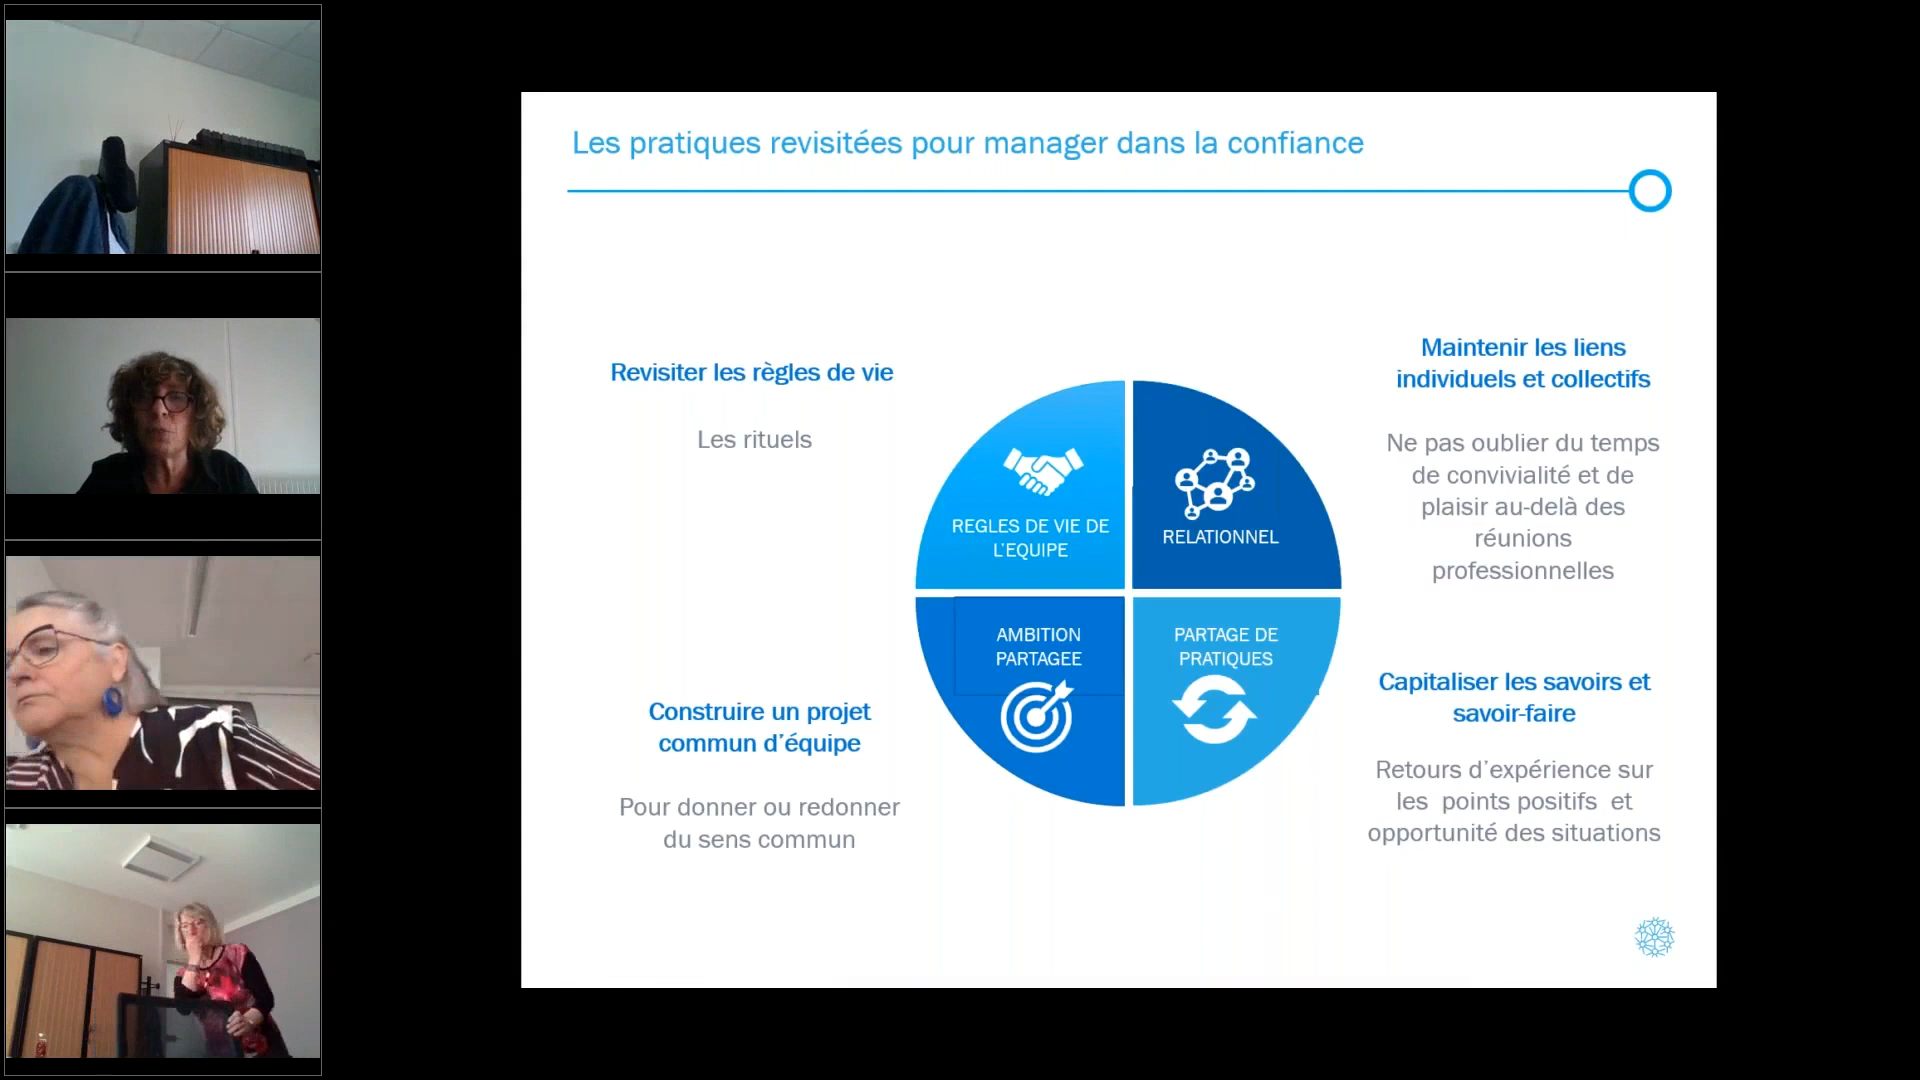 Les pratiques revisitées pour manager dans la confiance
Revisiter les règles de vie
Les rituels
Maintenir les liens
individuels et collectifs
Ne pas oublier du temps
de convivialité et de
plaisir au-delà des
réunions
professionnelles
REGLES DE VIE DE
L'EQUIPE
RELATIONNEL
AMBITION
PARTAGEE
PARTAGE DE
PRATIQUES
Construire un projet
commun d'équipe
Pour donner ou redonner
du sens commun
Capitaliser les savoirs et
savoir-faire
Retours d'expérience sur
les  points positifs  et
opportunité des situations